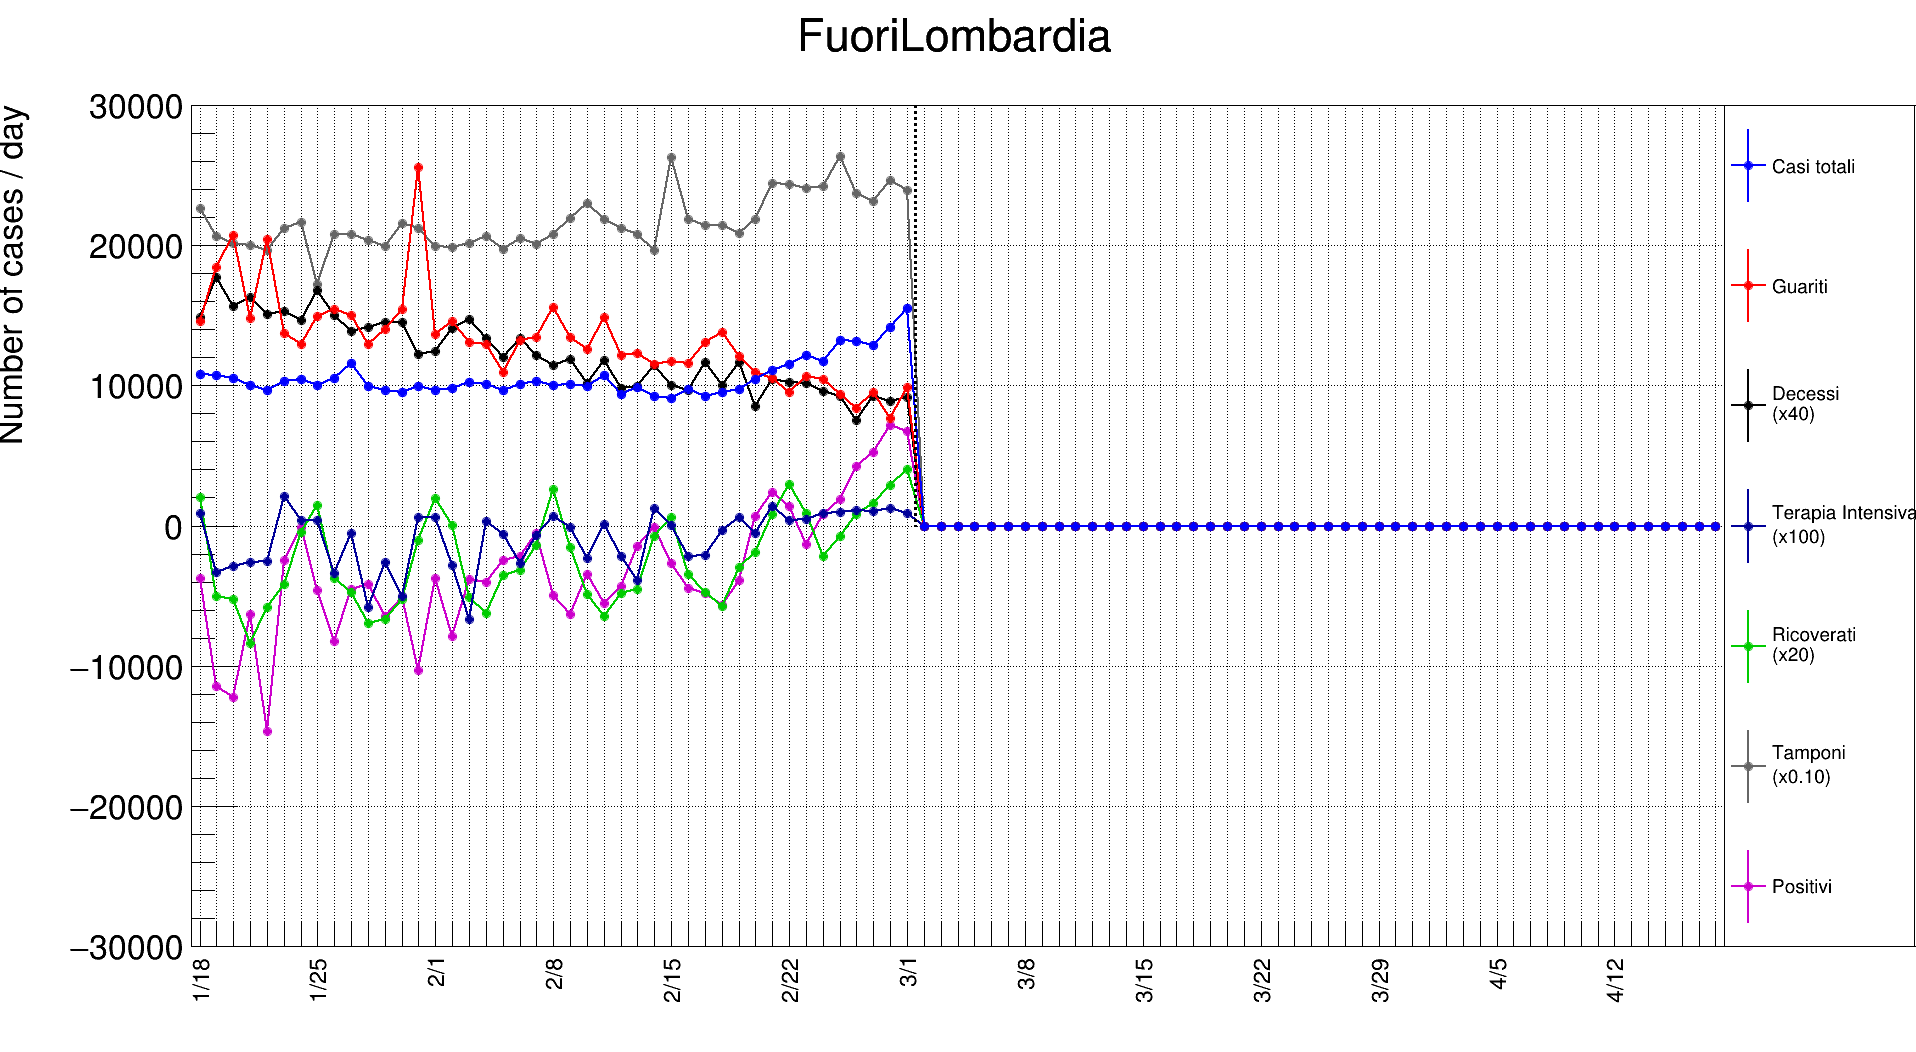 FuoriLombardia
Number of cases / day
30000
20000
10000
0
−10000
−20000
−30000
1/18
1/25
2/1
2/8
2/15
2/22
3/1
3/8
3/15
3/22
3/29
4/5
4/12
Casi totali
Guariti
Decessi
(x40)
Terapia Intensiva
(x100)
Ricoverati
(x20)
Tamponi
(x0.10)
Positivi